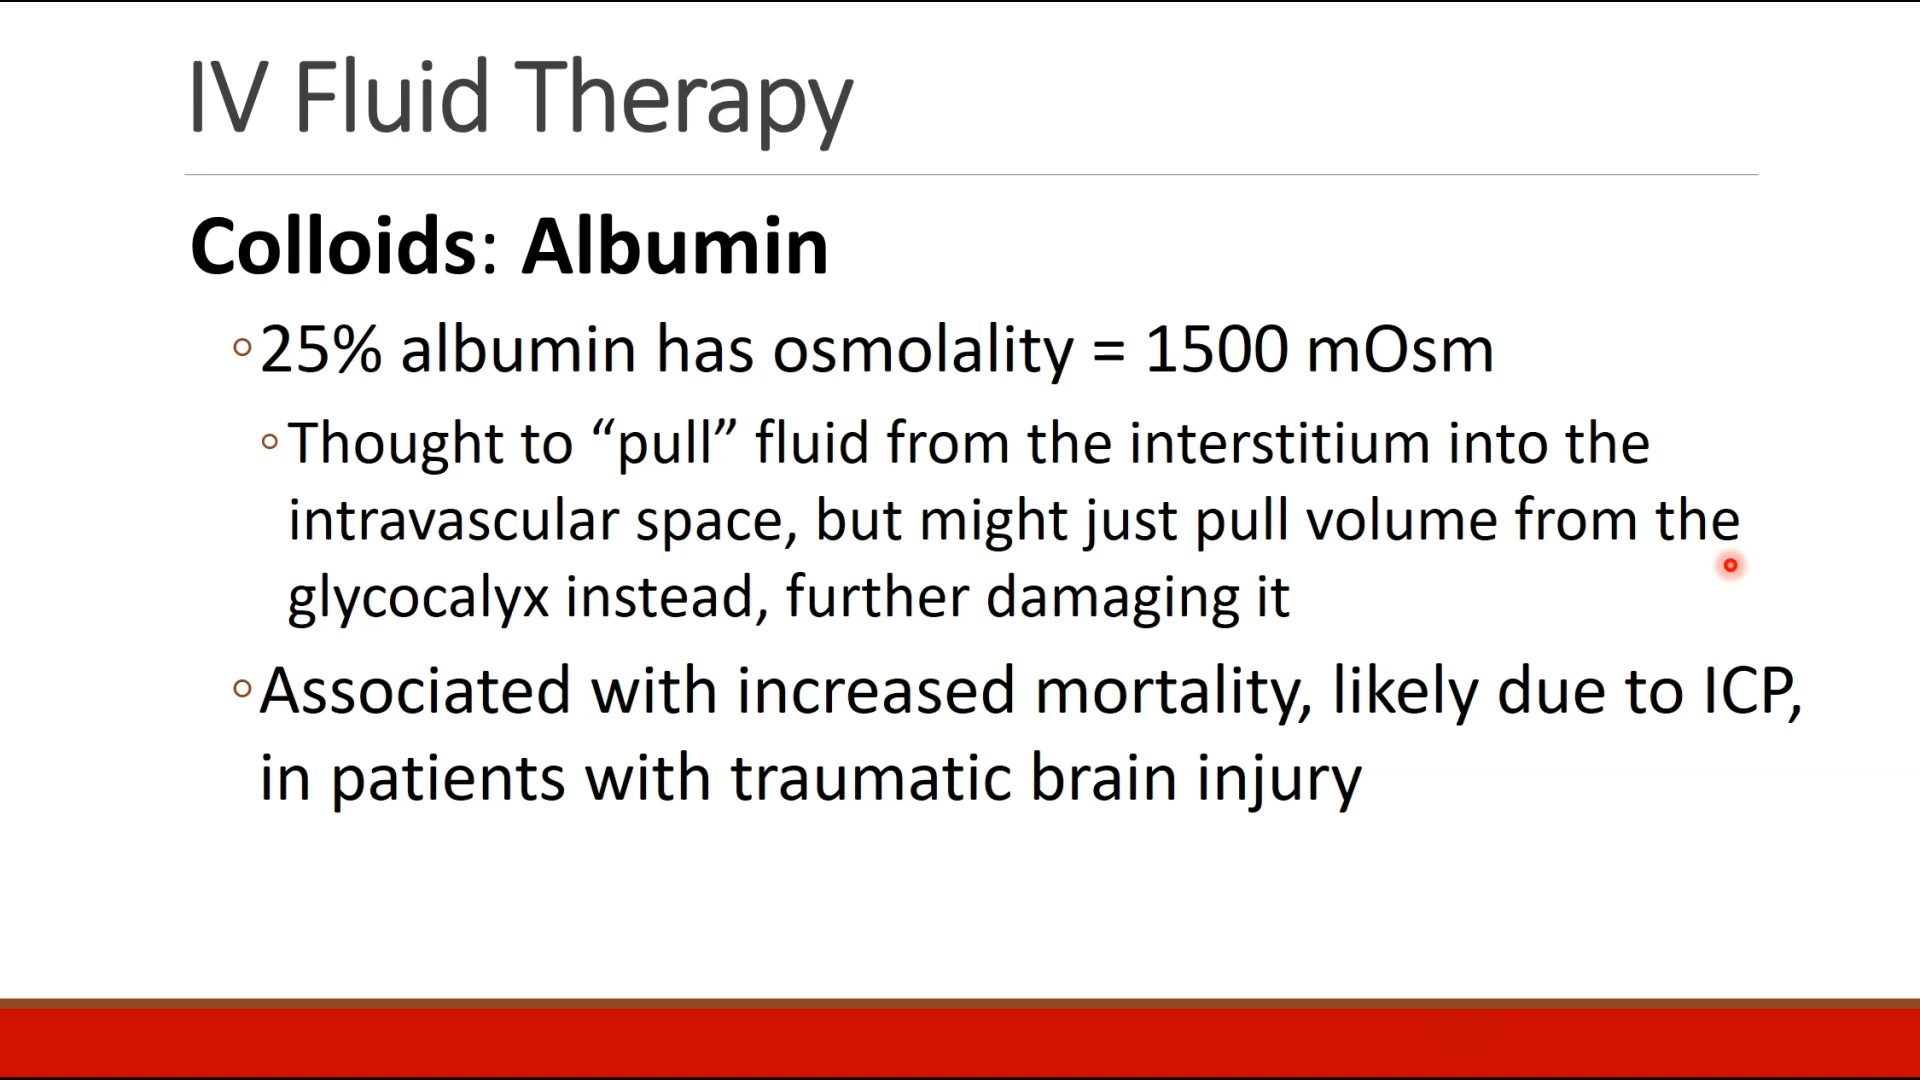 IV Fluid Therapy
Colloids: Albumin
◦25% albumin has osmolality = 1500 mOsm
◦Thought to “pull” fluid from the interstitium into the
intravascular space, but might just pull volume from the
glycocalyx instead, further damaging it
◦Associated with increased mortality, likely due to ICP,
in patients with traumatic brain injury